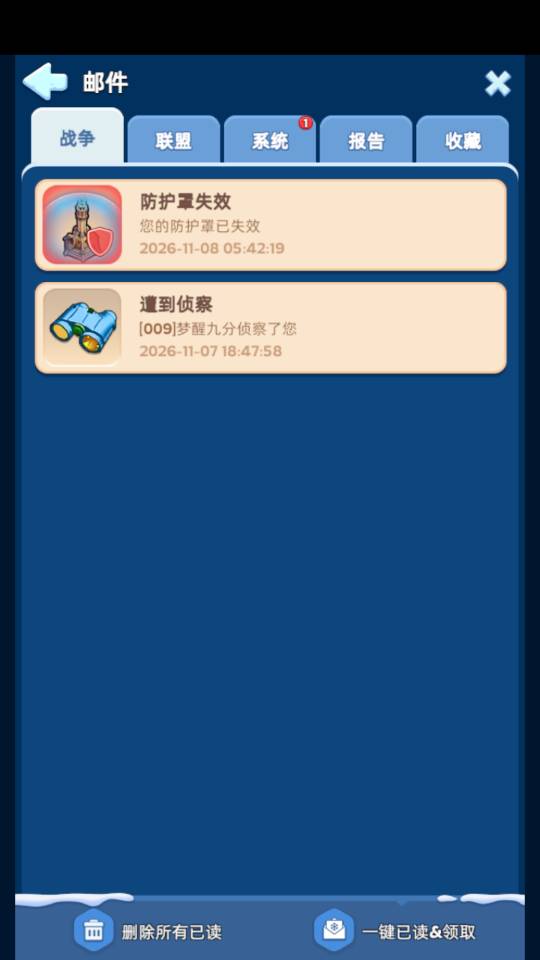 邮件
战争
联盟
系统
1
报告
收藏
防护罩失效
您的防护罩已失效
2026-11-08 05:42:19
遭到侦察
[009]梦醒九分侦察了您
2026-11-07 18:47:58
删除所有已读
一键已读&领取